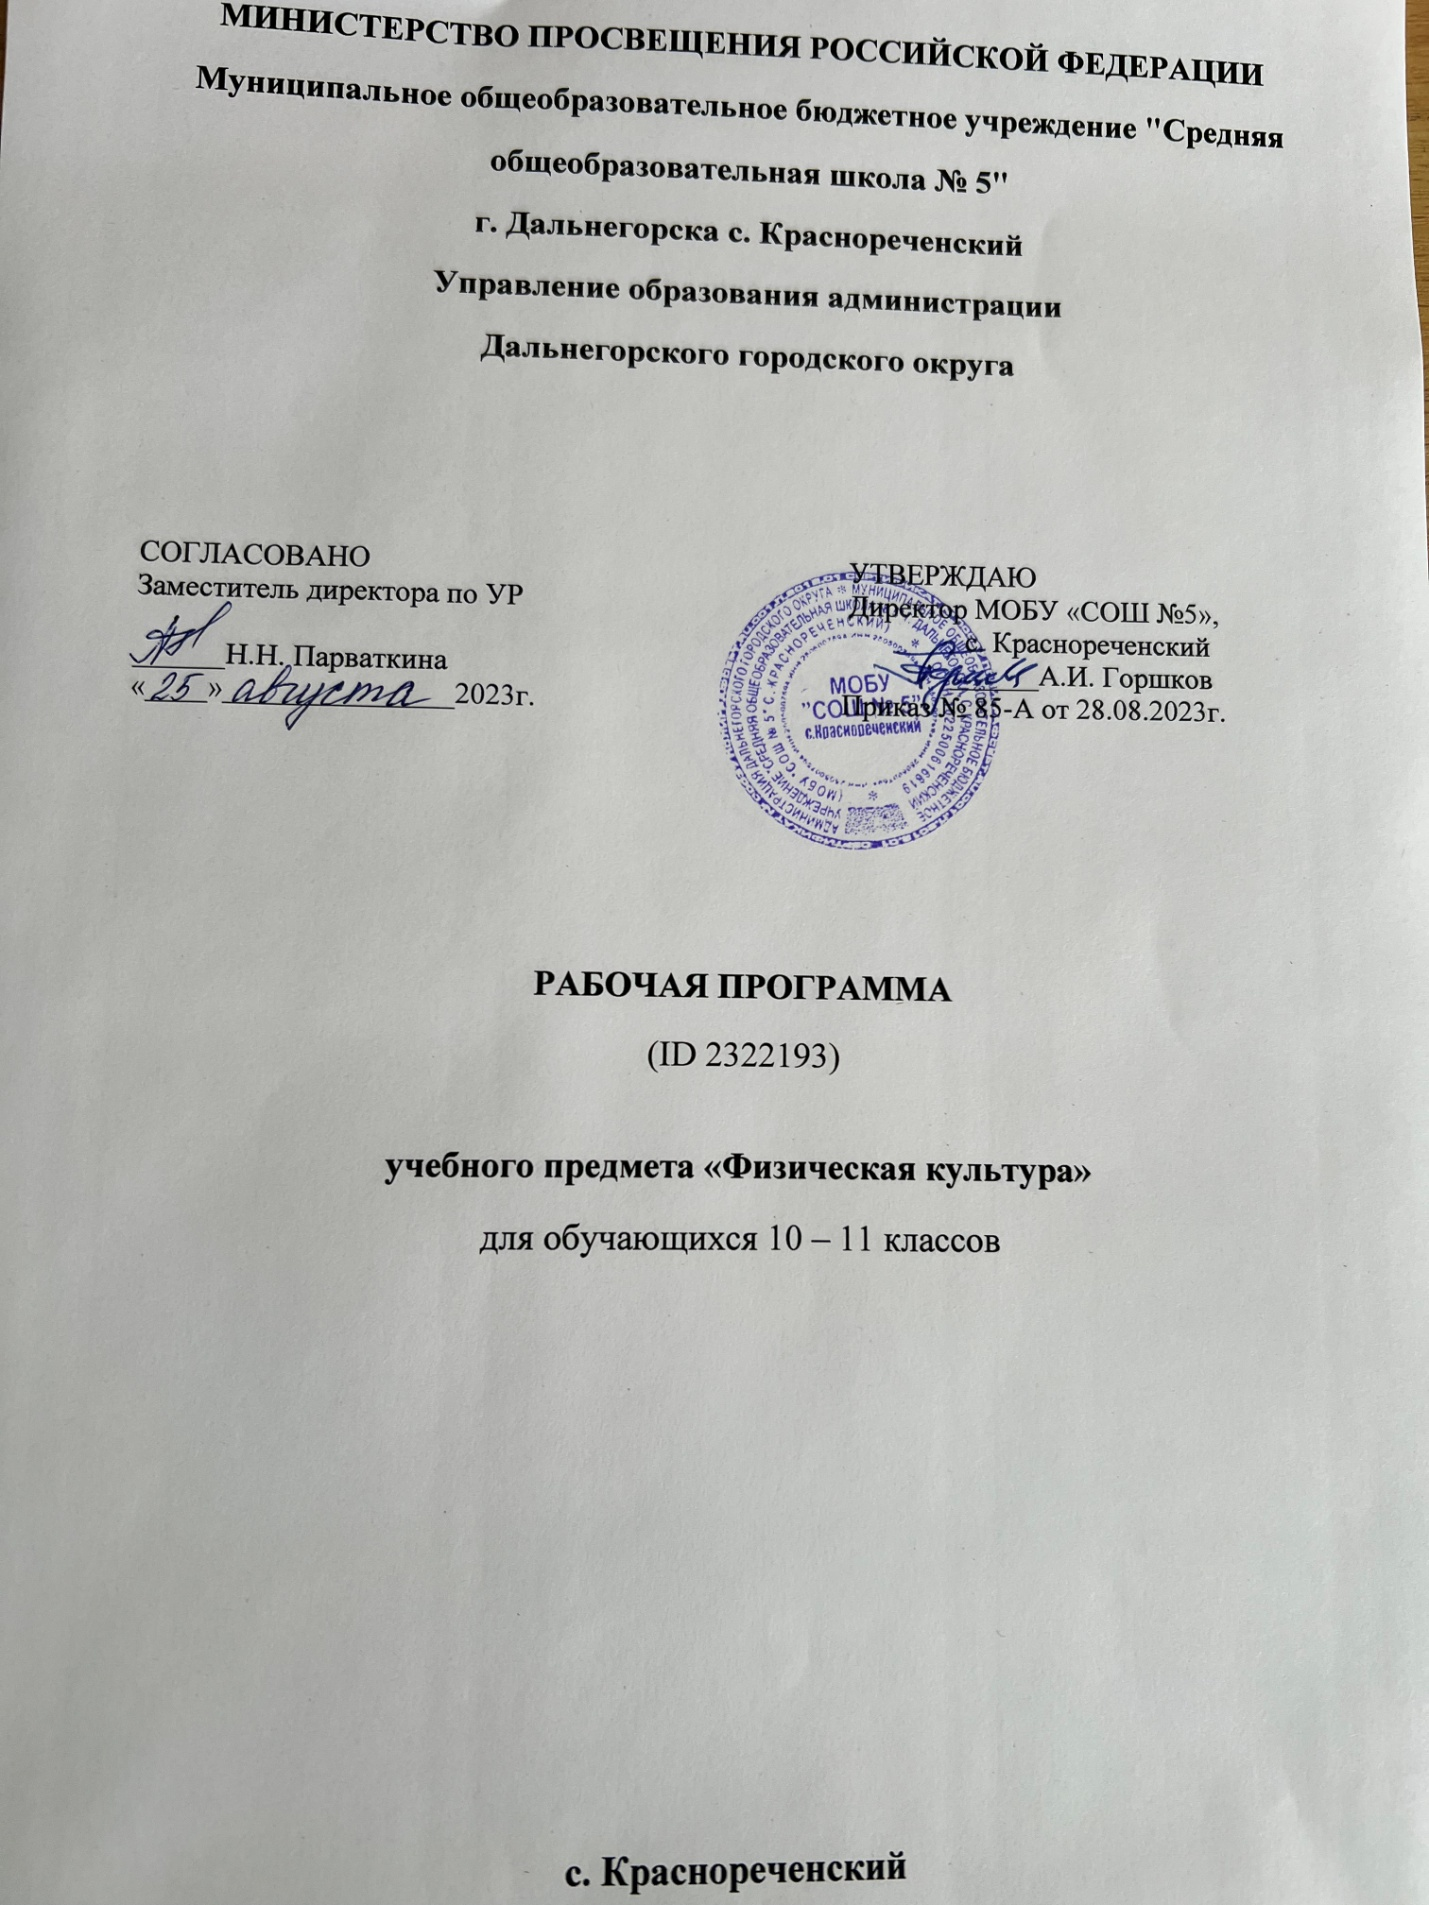 МИНИСТЕРСТВО ПРОСВЕЩЕНИЯ РОССИЙСКОЙ ФЕДЕРАЦИИ
Муниципальное общеобразовательное бюджетное учреждение "Средняя
общеобразовательная школа № 5"
г. Дальнегорска с. Краснореченский
Управление образования администрации
Дальнегорского городского округа
СОГЛАСОВАНО
Заместитель директора по УР
Н.Н. Парваткина
« 25 » августа 2023г.
УТВЕРЖДАЮ
Директор МОБУ «СОШ №5»,
с. Краснореченский
А.И. Горшков
Приказ № 85-А от 28.08.2023г.
МОБУ
"СОШ № 5"
с.Краснореченский
РАБОЧАЯ ПРОГРАММА
(ID 2322193)
учебного предмета «Физическая культура»
для обучающихся 10 – 11 классов
с. Краснореченский